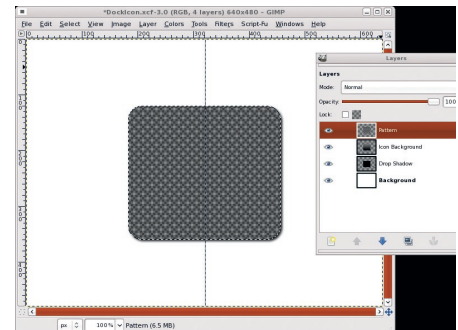 *DockIcon.xcf-3.0 (RGB, 4 layers) 640x480 – GIMP
File Edit Select View Image Layer Colors Tools Filters Script-Fu Windows Help
0 100 200 300 400 500 600
Layers
Layers
Mode: Normal
Opacity: 100
Lock:
Pattern
Icon Background
Drop Shadow
Background
px 100% Pattern (6.5 MB)